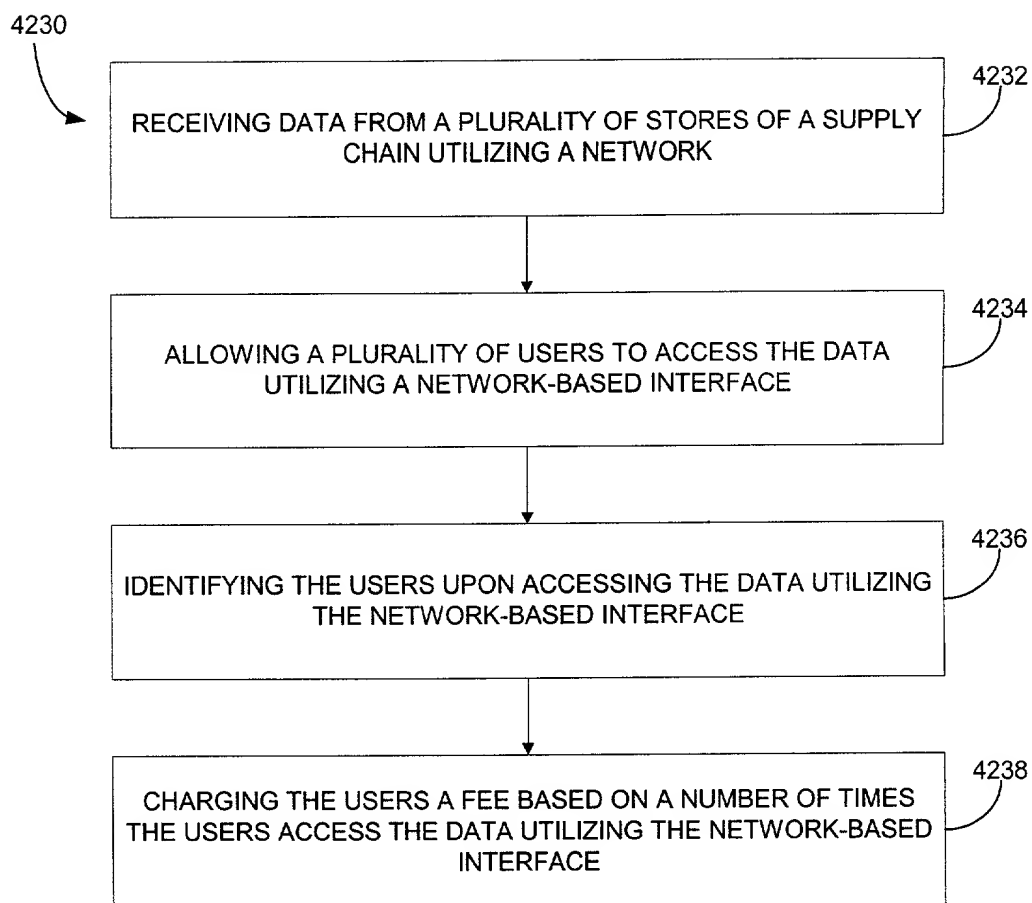 4230
4232
RECEIVING DATA FROM A PLURALITY OF STORES OF A SUPPLY
CHAIN UTILIZING A NETWORK
4234
ALLOWING A PLURALITY OF USERS TO ACCESS THE DATA
UTILIZING A NETWORK-BASED INTERFACE
4236
IDENTIFYING THE USERS UPON ACCESSING THE DATA UTILIZING
THE NETWORK-BASED INTERFACE
4238
CHARGING THE USERS A FEE BASED ON A NUMBER OF TIMES
THE USERS ACCESS THE DATA UTILIZING THE NETWORK-BASED
INTERFACE